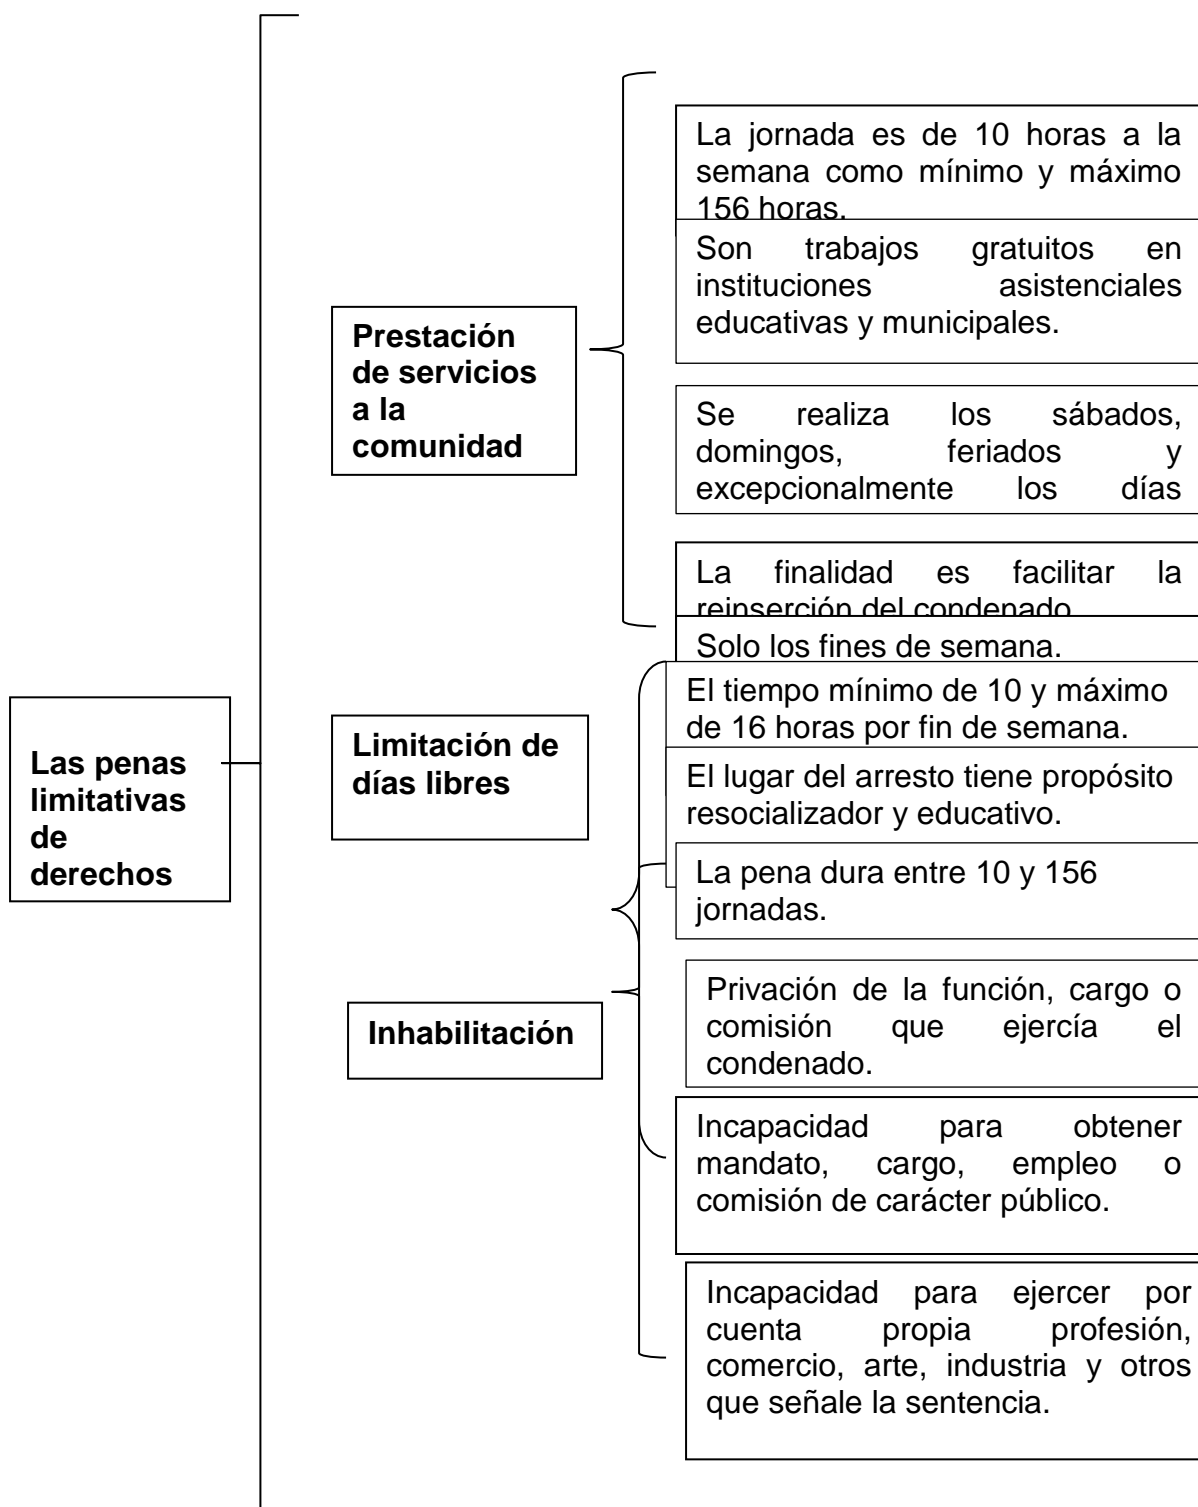 Las penas
limitativas
de
derechos
Prestación
de servicios
a la
comunidad
La jornada es de 10 horas a la
semana como mínimo y máximo
156 horas.
Son trabajos gratuitos en
instituciones asistenciales
educativas y municipales.
Se realiza los sábados,
domingos, feriados y
excepcionalmente los días
La finalidad es facilitar la
reinserción del condenado
Limitación de
días libres
Solo los fines de semana.
El tiempo mínimo de 10 y máximo
de 16 horas por fin de semana.
El lugar del arresto tiene propósito
resocializador y educativo.
La pena dura entre 10 y 156
jornadas.
Inhabilitación
Privación de la función, cargo o
comisión que ejercía el
condenado.
Incapacidad para obtener
mandato, cargo, empleo o
comisión de carácter público.
Incapacidad para ejercer por
cuenta propia profesión,
comercio, arte, industria y otros
que señale la sentencia.